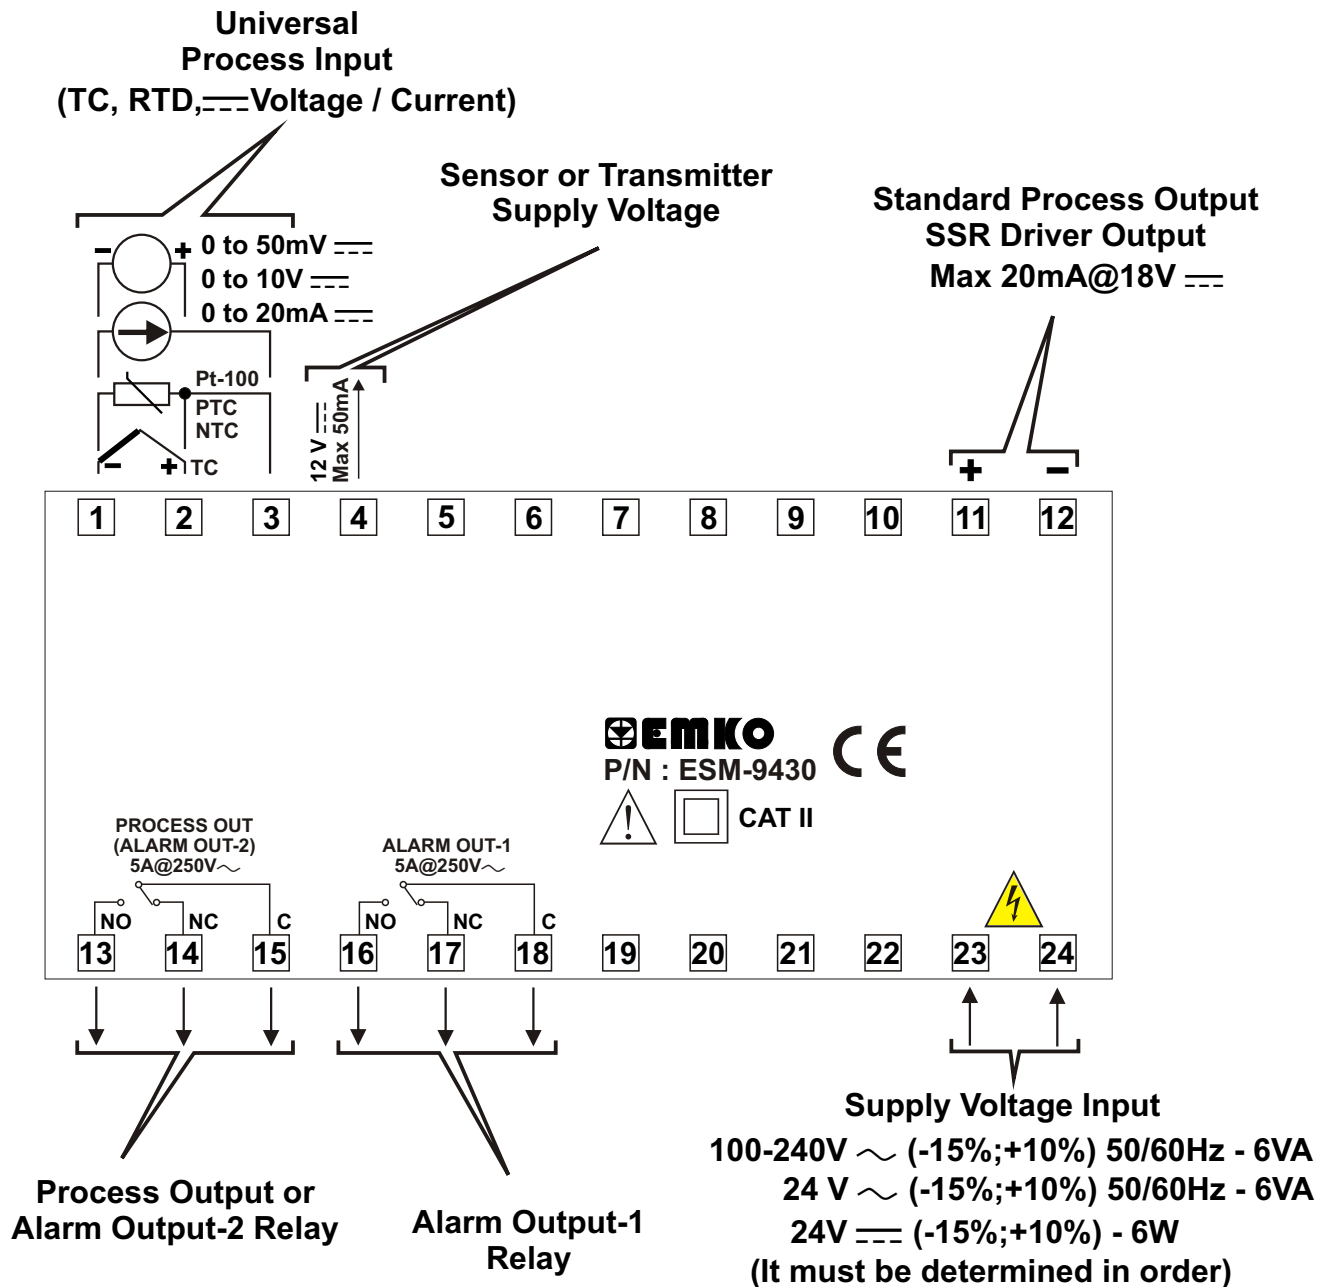 Universal
Process Input
(TC, RTD, ⎓ Voltage / Current)
Sensor or Transmitter
Supply Voltage
Standard Process Output
SSR Driver Output
Max 20mA@18V ⎓
- + 0 to 50mV ⎓
0 to 10V ⎓
0 to 20mA ⎓
Pt-100
PTC
NTC
- + TC
12 V ⎓
Max 50mA
+ -
1 2 3 4 5 6 7 8 9 10 11 12
EMKO CE
P/N : ESM-9430
! CAT II
PROCESS OUT
(ALARM OUT-2)
5A@250V ~
ALARM OUT-1
5A@250V ~
NO NC C NO NC C
13 14 15 16 17 18 19 20 21 22 23 24
Process Output or
Alarm Output-2 Relay
Alarm Output-1
Relay
Supply Voltage Input
100-240V ~ (-15%;+10%) 50/60Hz - 6VA
24 V ~ (-15%;+10%) 50/60Hz - 6VA
24V ⎓ (-15%;+10%) - 6W
(It must be determined in order)